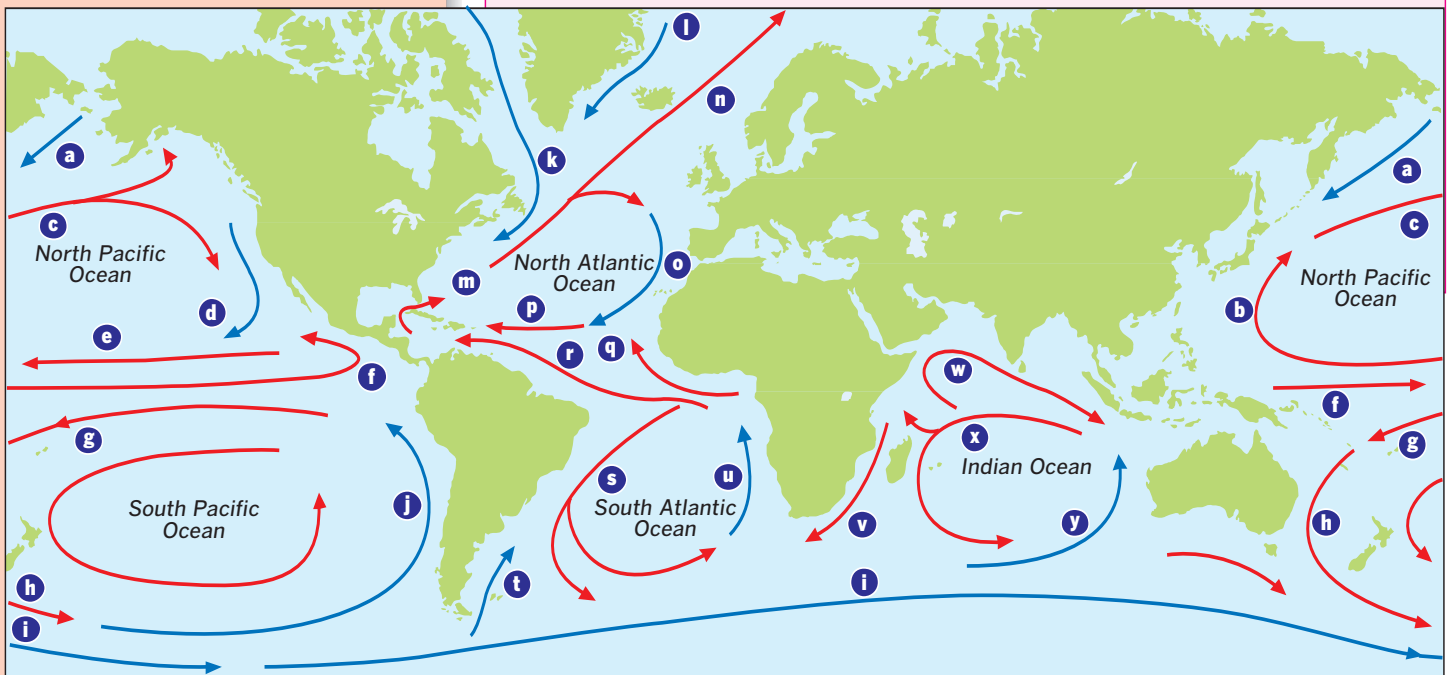 l
n
k
a
a
c
c
North Pacific
Ocean
m
North Atlantic
Ocean
o
North Pacific
Ocean
d
p
b
e
r
q
f
w
f
g
x
g
Indian Ocean
s
u
j
South Pacific
Ocean
South Atlantic
Ocean
v
y
h
h
t
i
i